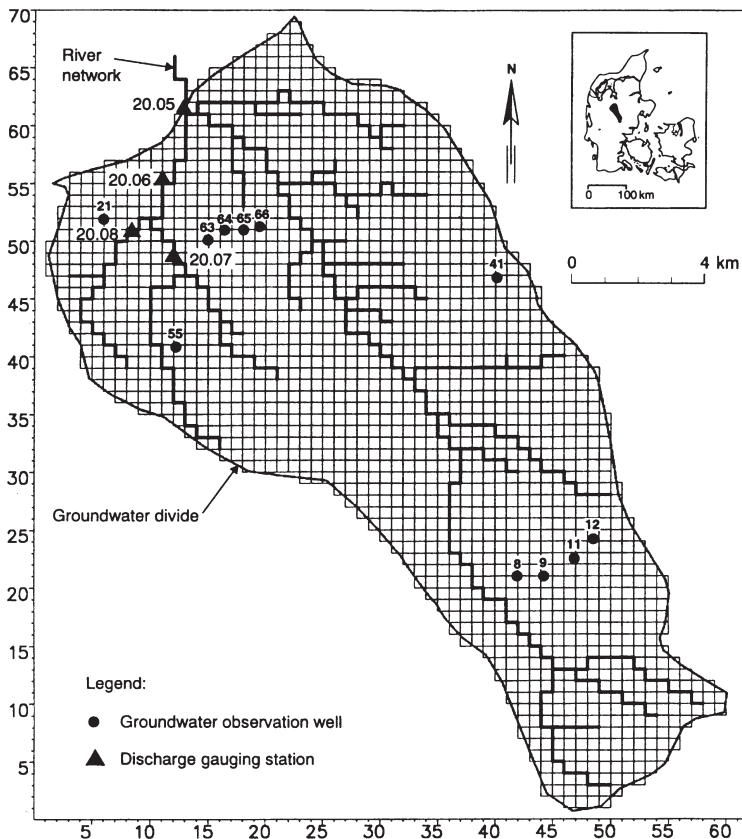 70
65
60
55
50
45
40
35
30
25
20
15
10
5
River
network
20.05
20.06
21
20.08
63
64
65
66
20.07
55
41
N
0 100 km
0 4 km
Groundwater divide
8
9
11
12
Legend:
Groundwater observation well
Discharge gauging station
5 10 15 20 25 30 35 40 45 50 55 60